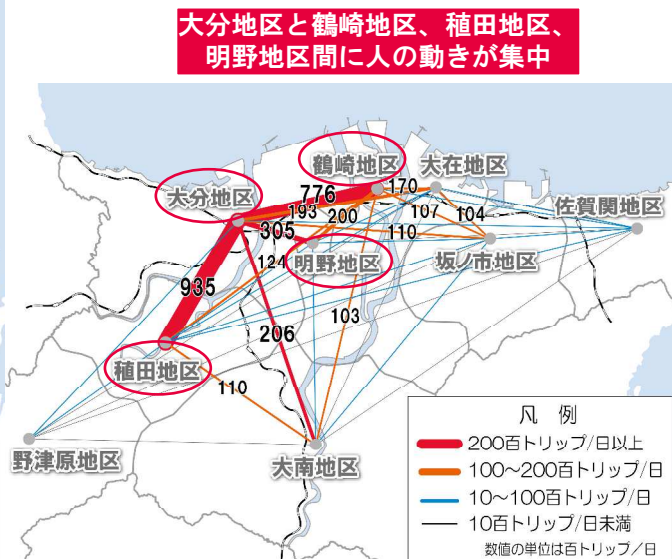 大分地区と鶴崎地区、稙田地区、
明野地区間に人の動きが集中
鶴崎地区
大在地区
大分地区
776
170
佐賀関地区
193
200
107
104
305
110
124
明野地区
坂ノ市地区
935
103
206
稙田地区
110
野津原地区
大南地区
凡 例
200百トリップ/日以上
100～200百トリップ/日
10～100百トリップ/日
10百トリップ/日未満
数値の単位は百トリップ／日